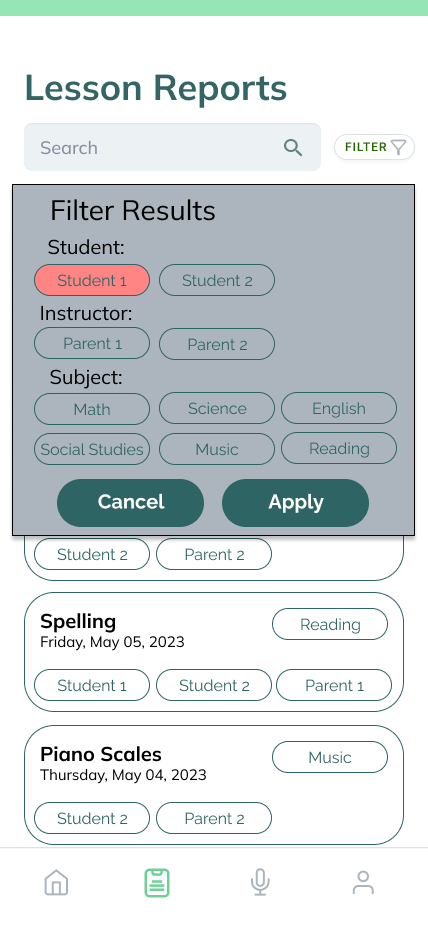 Lesson Reports
Search
FILTER
Filter Results
Student:
Student 1 Student 2
Instructor:
Parent 1 Parent 2
Subject:
Math Science English
Social Studies Music Reading
Cancel Apply
Student 2 Parent 2
Spelling
Reading
Friday, May 05, 2023
Student 1 Student 2 Parent 1
Piano Scales
Music
Thursday, May 04, 2023
Student 2 Parent 2